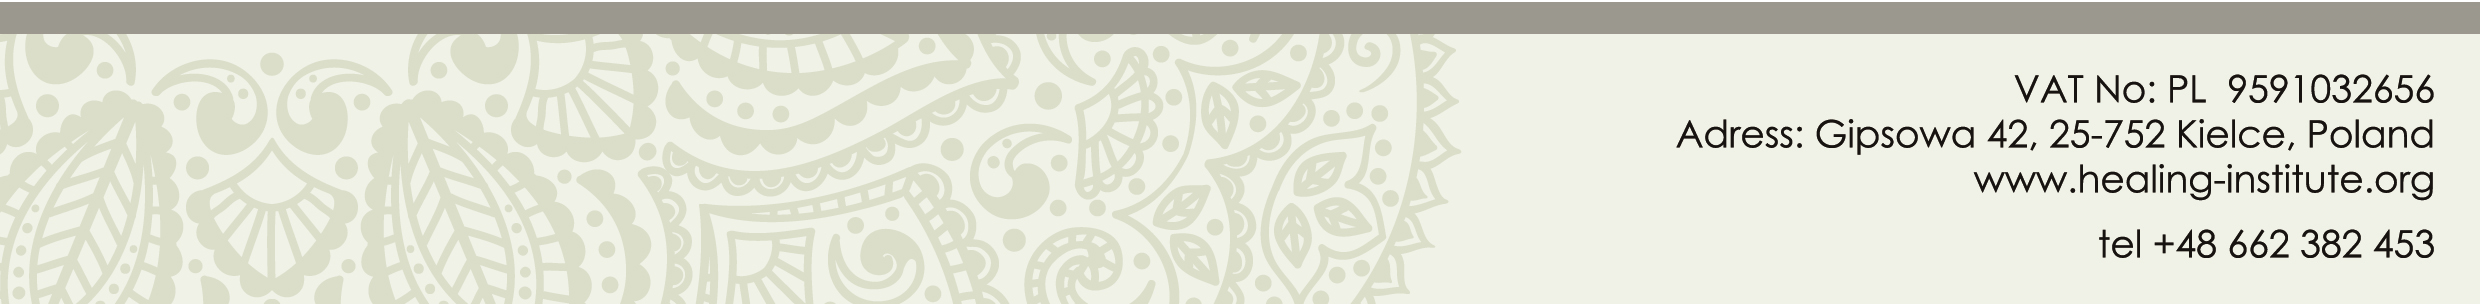 VAT No: PL  9591032656
Adress: Gipsowa 42, 25-752 Kielce, Poland
www.healing-institute.org
tel +48 662 382 453